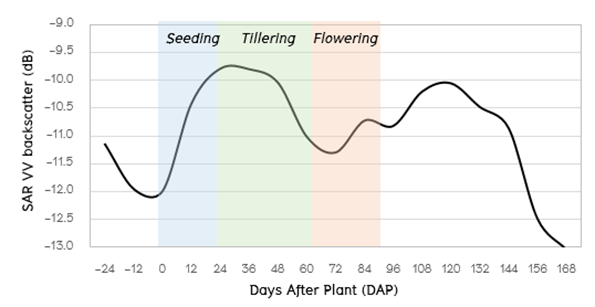 SAR VV backscatter (dB)
−9.0
−9.5
−10.0
−10.5
−11.0
−11.5
−12.0
−12.5
−13.0
Seeding Tillering Flowering
−24 −12 0 12 24 36 48 60 72 84 96 108 120 132 144 156 168
Days After Plant (DAP)